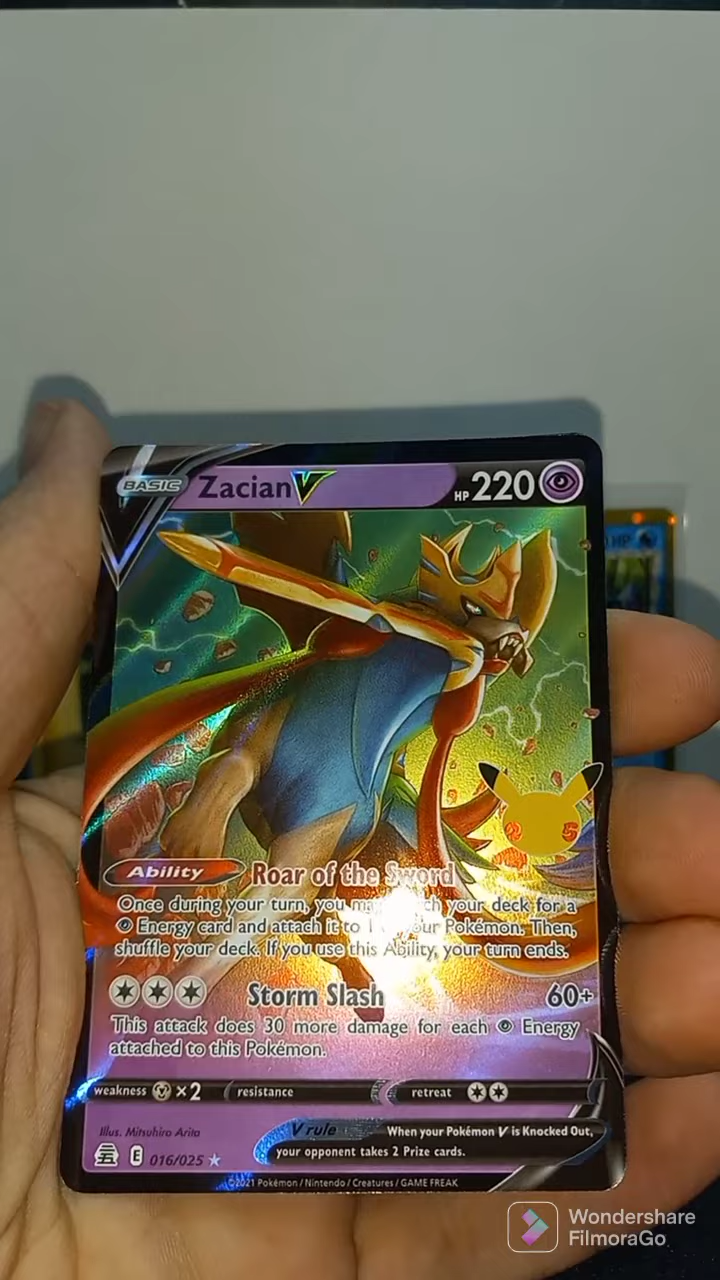 BASIC Zacian V HP 220
HP
Ability Roar of the Sword
Once during your turn, you may your deck for a
Energy card and attach it to 1 your Pokémon. Then,
shuffle your deck. If you use this Ability, your turn ends.
Storm Slash 60+
This attack does 30 more damage for each Energy
attached to this Pokémon.
weakness ×2 resistance retreat
Illus. Mitsuhiro Arita
V rule When your Pokémon V is Knocked Out,
your opponent takes 2 Prize cards.
E 016/025
©2021 Pokémon / Nintendo / Creatures / GAME FREAK
Wondershare
FilmoraGo